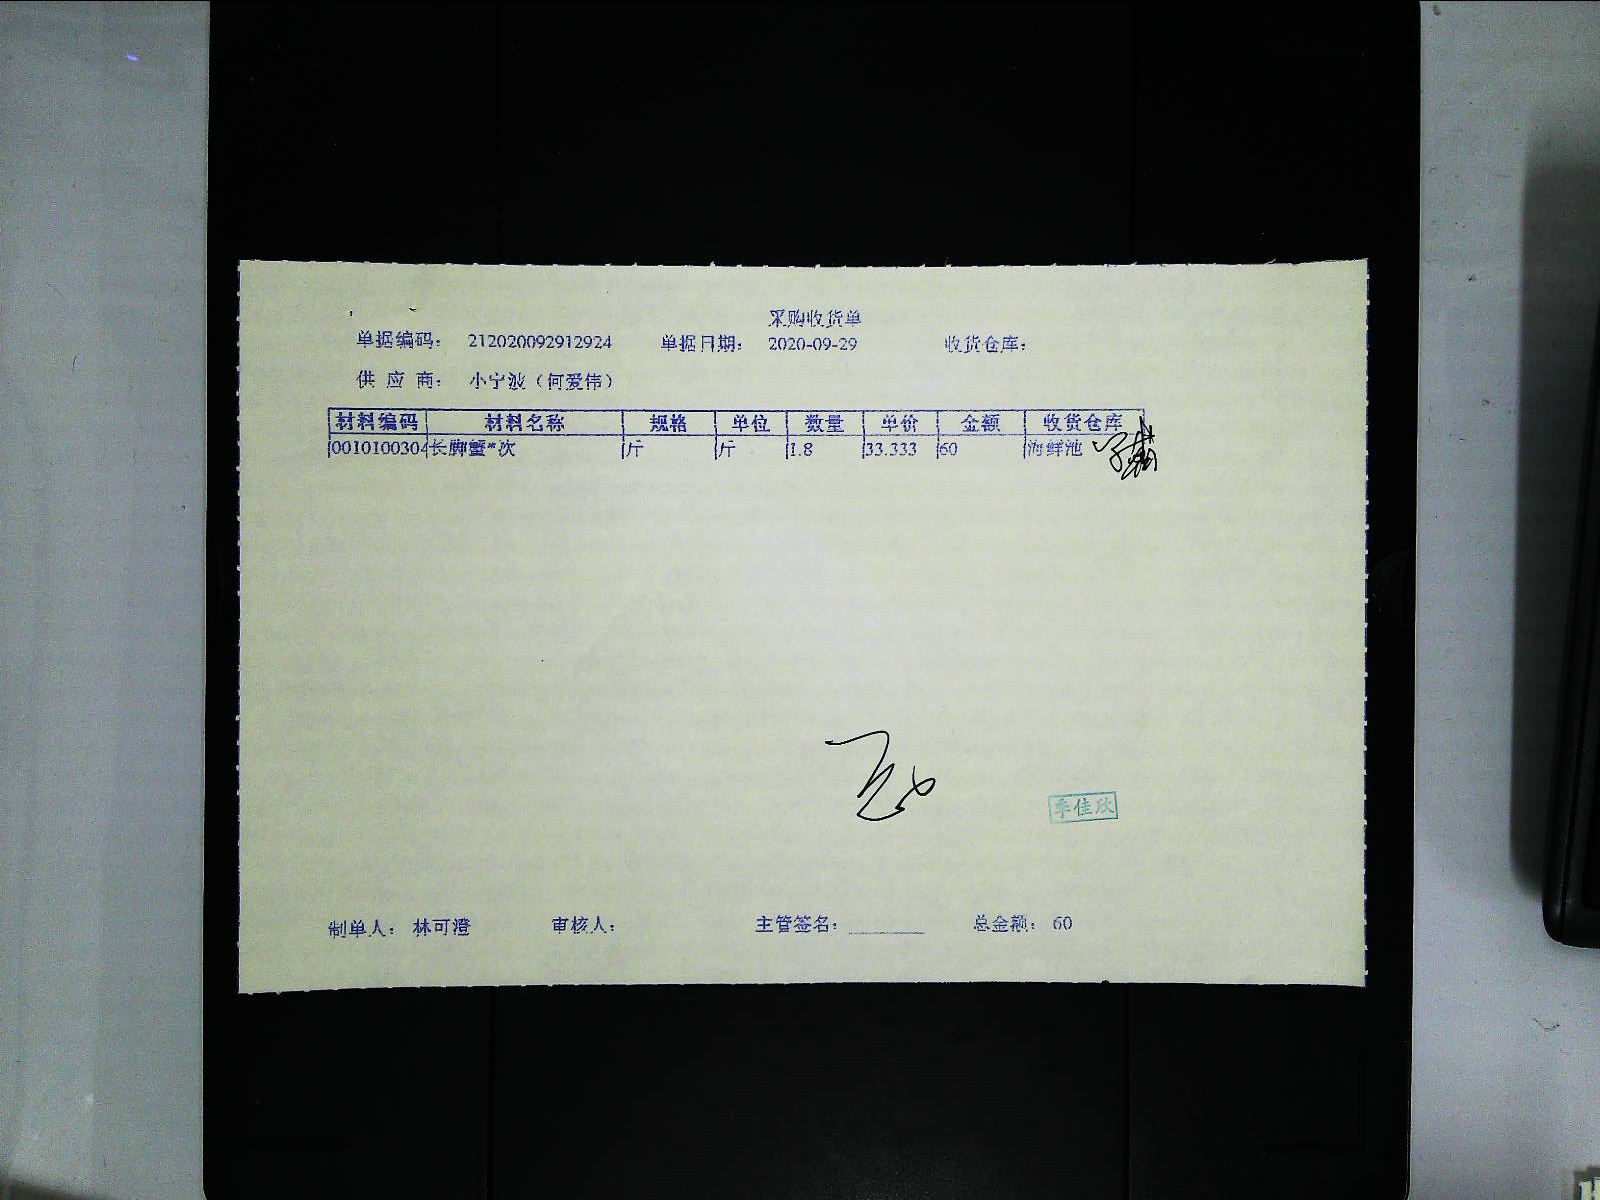 采购收货单
单据编码: 212020092912924 单据日期: 2020-09-29 收货仓库:
供 应 商: 小宁波（何爱伟）
材料编码 材料名称 规格 单位 数量 单价 金额 收货仓库
0010100304 长脚蟹*次 斤 斤 1.8 33.333 60 海鲜池
季佳欣
制单人: 林可澄 审核人: 主管签名: ________ 总金额: 60